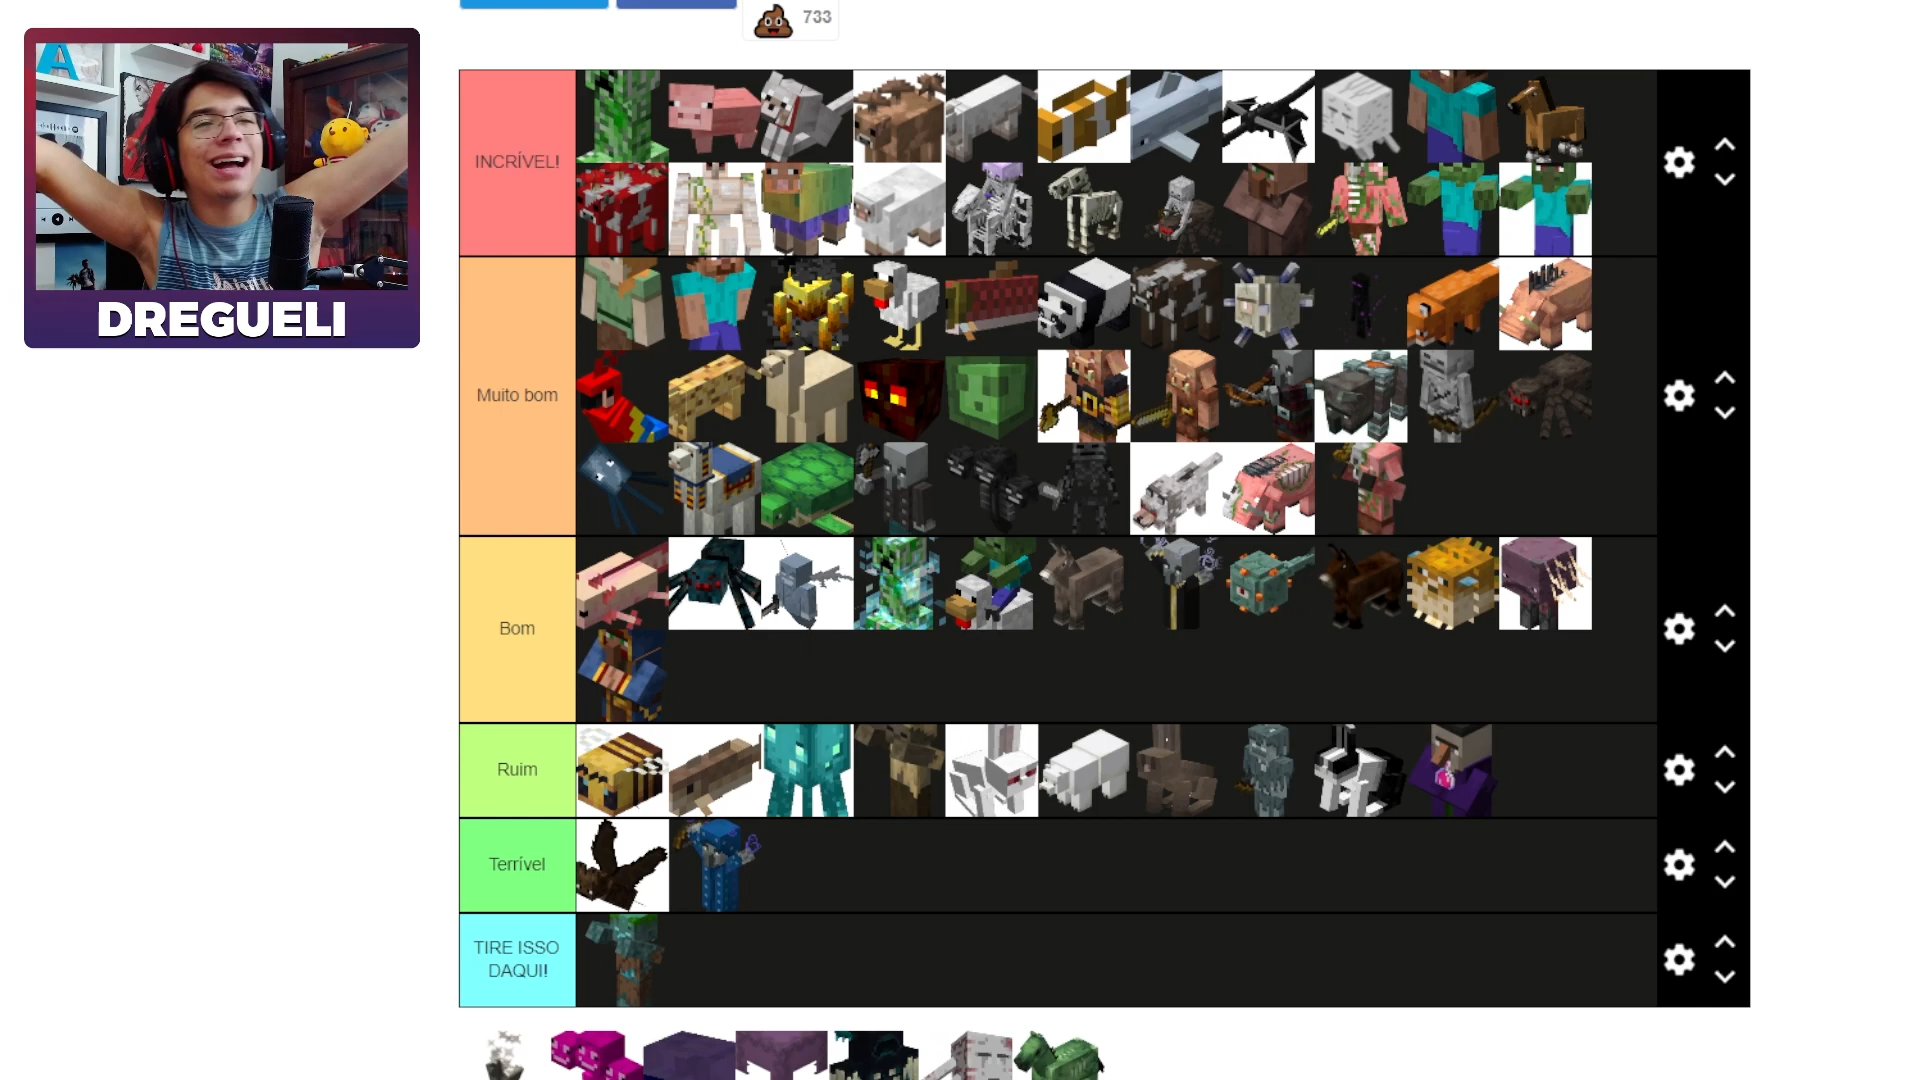 733
A
DREGUELI
INCRÍVEL!
Muito bom
Bom
Ruim
Terrível
TIRE ISSO
DAQUI!